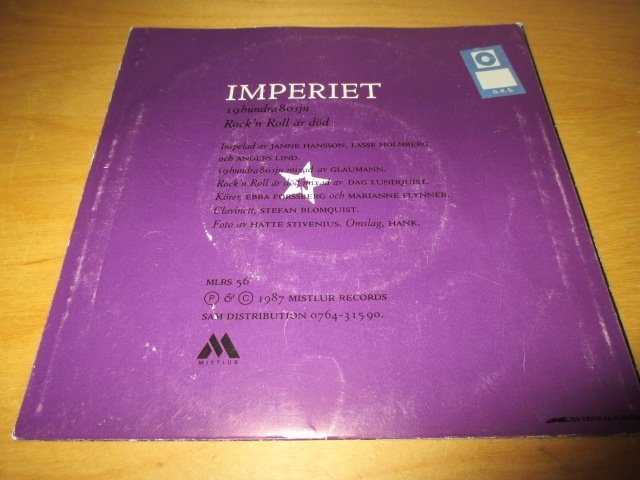 IMPERIET
19hundra80sju
Rock'n Roll är död
Inspelad av JANNE HANSSON, LASSE HOLMBERG
och ANDERS LIND.
19hundra80sju mixad av GLAUMANN.
Rock'n Roll är död mixad av DAG LUNDQUIST.
Körer, EBBA FORSBERG och MARIANNE FLYNNER.
Clavinett, STEFAN BLOMQUIST.
Foto av HATTE STIVENIUS. Omslag, HANK.
MLRS 56
Ⓟ & © 1987 MISTLUR RECORDS
SAM DISTRIBUTION 0764-315 90.
MISTLUR
G.K.G.